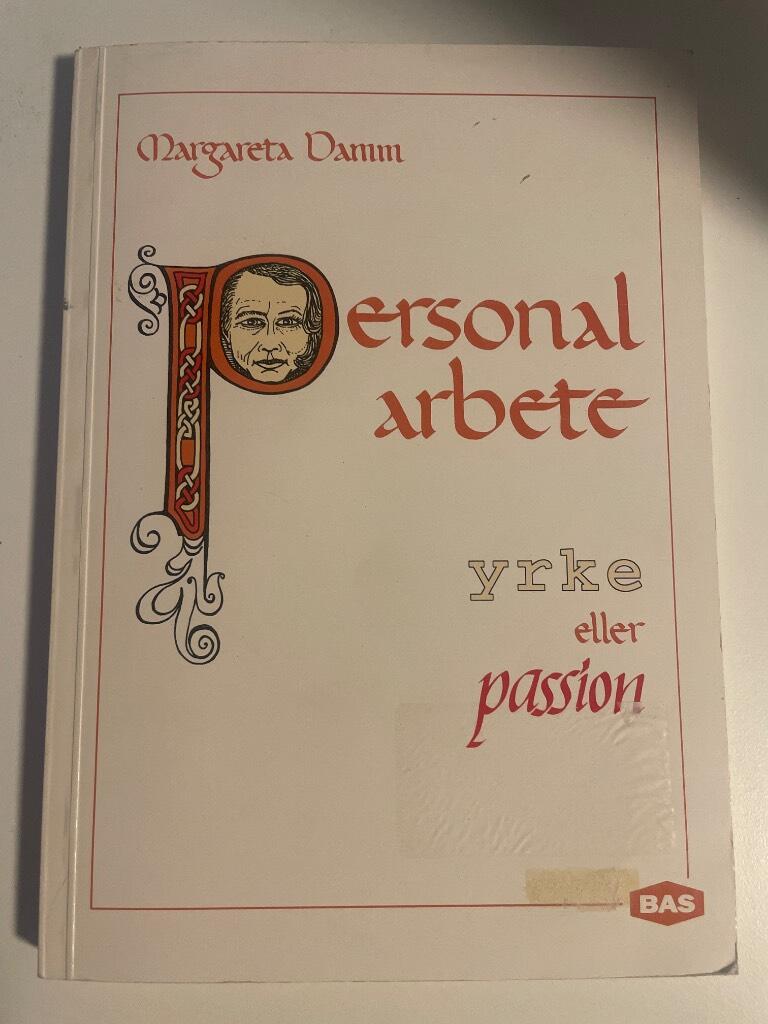 Margareta Damm
Personal
arbete
yrke
eller
passion
BAS